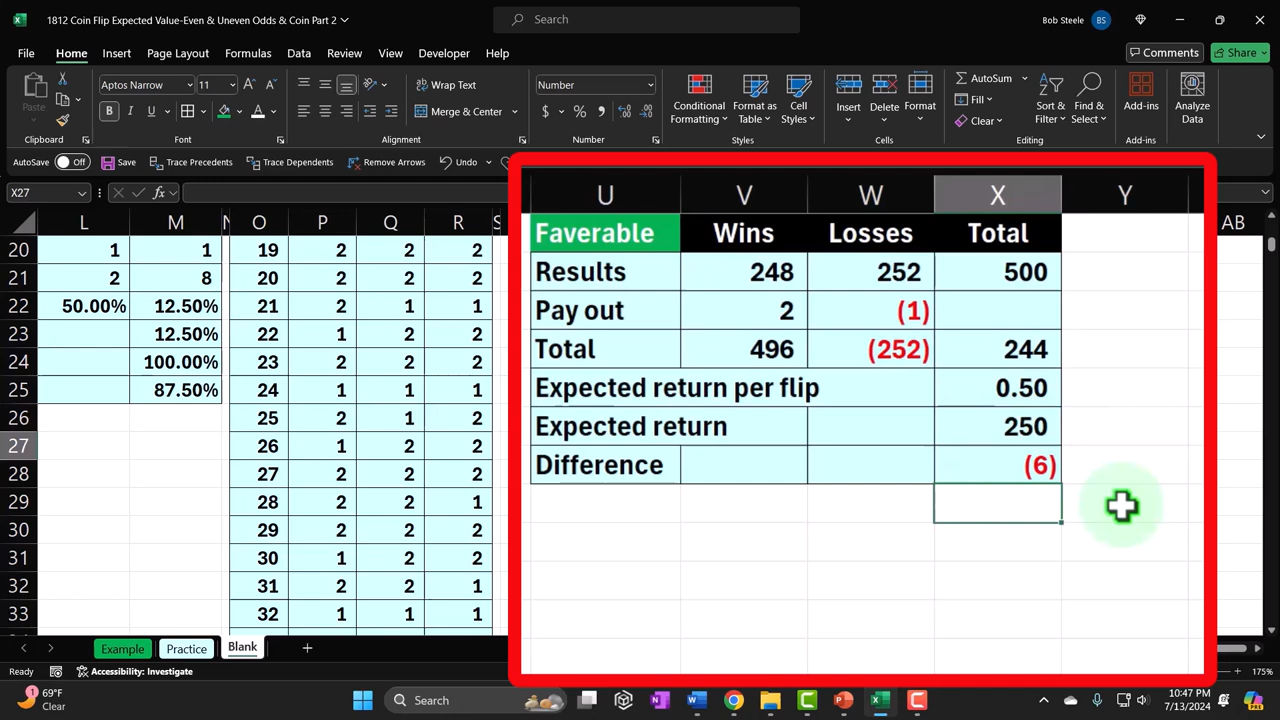 1812 Coin Flip Expected Value-Even & Uneven Odds & Coin Part 2
Search
Bob Steele BS
File Home Insert Page Layout Formulas Data Review View Developer Help
Comments Share
Aptos Narrow 11
Wrap Text
Number
AutoSum
Paste
B I U
Merge & Center
$ %
Conditional Formatting
Format as Table
Cell Styles
Insert
Delete
Format
Fill
Clear
Sort & Filter
Find & Select
Add-ins
Analyze Data
Clipboard Font Alignment Number Styles Cells Editing Add-ins
AutoSave Off Save Trace Precedents Trace Dependents Remove Arrows Undo
X27 fx
L M N O P Q R S AB
20 1 1 19 2 2 2
21 2 8 20 2 2 2
22 50.00% 12.50% 21 2 1 1
23 12.50% 22 1 2 2
24 100.00% 23 2 2 2
25 87.50% 24 1 1 1
26 25 2 1 2
27 26 1 2 2
28 27 2 2 2
29 28 2 2 1
30 29 2 2 2
31 30 1 2 2
32 31 2 2 1
33 32 1 1 1
U V W X Y
Faverable Wins Losses Total
Results 248 252 500
Pay out 2 (1)
Total 496 (252) 244
Expected return per flip 0.50
Expected return 250
Difference (6)
Example Practice Blank
Ready Accessibility: Investigate 175%
69°F
Clear
1
Search
10:47 PM
7/13/2024